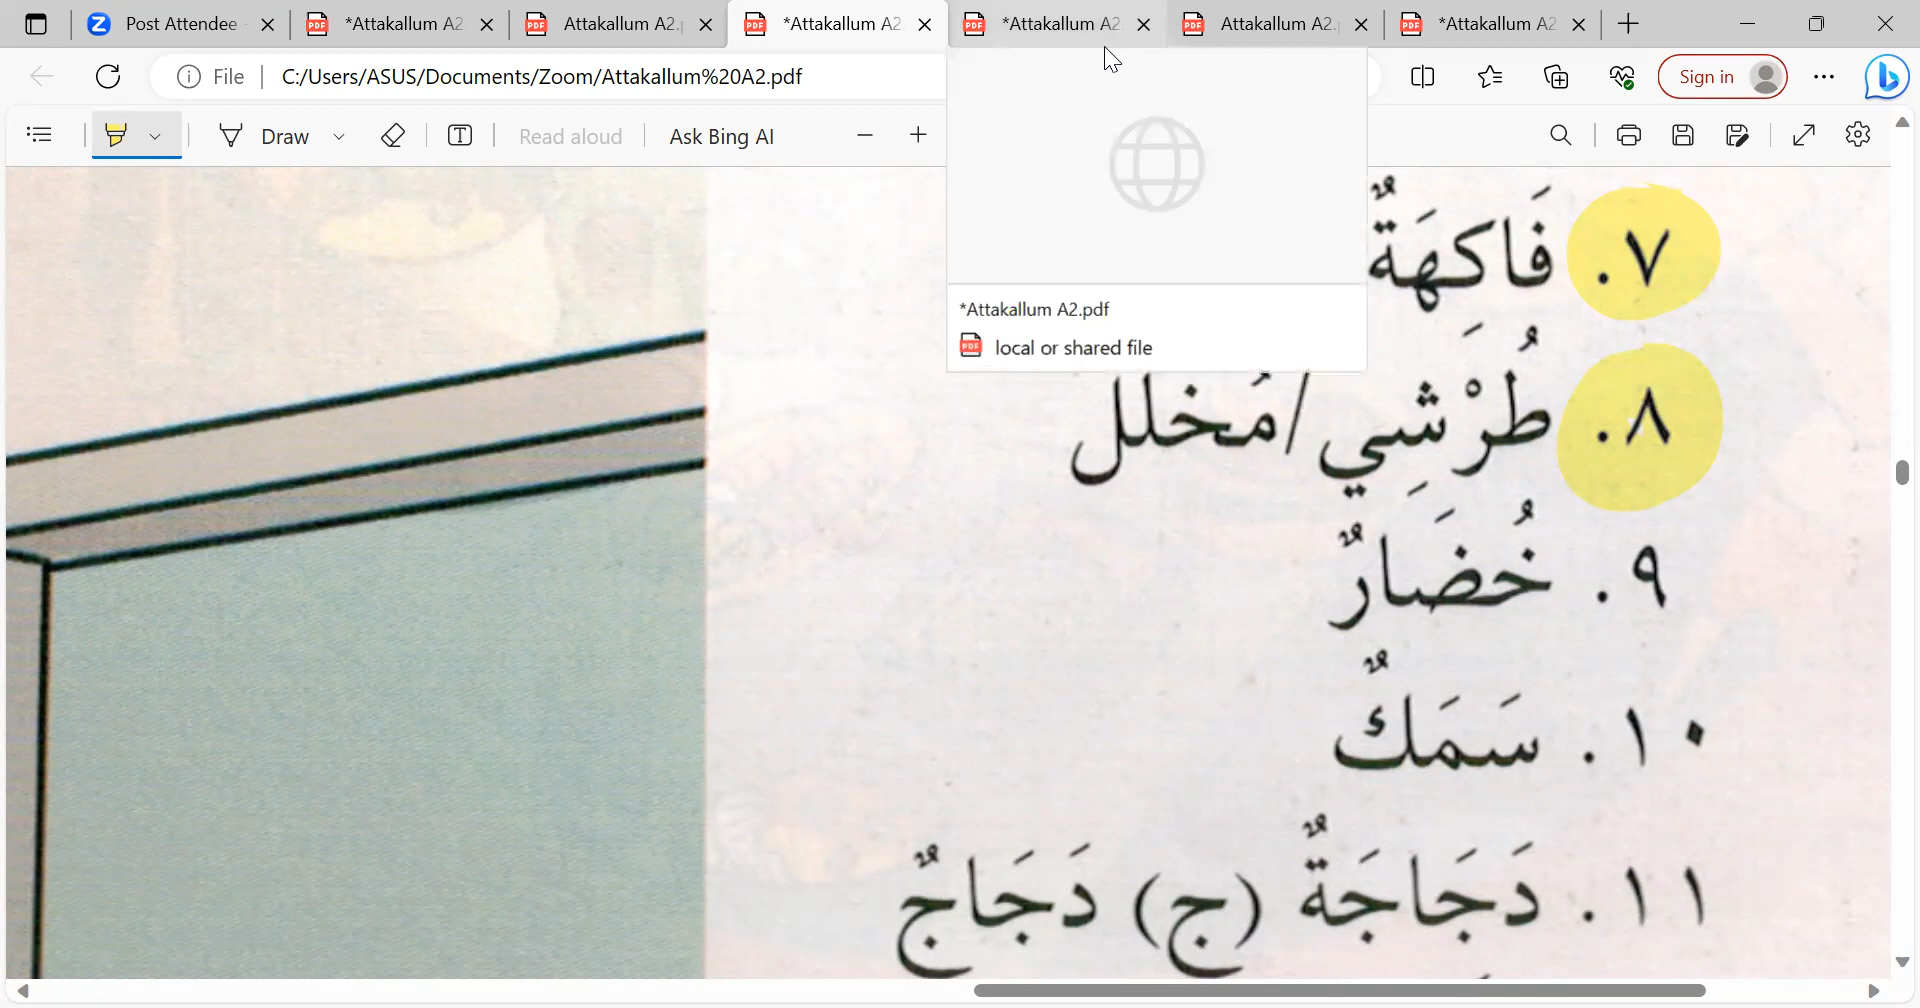 Post Attendee
*Attakallum A2
Attakallum A2.
*Attakallum A2
*Attakallum A2
Attakallum A2.
*Attakallum A2
File
C:/Users/ASUS/Documents/Zoom/Attakallum%20A2.pdf
Sign in
Draw
Read aloud
Ask Bing AI
*Attakallum A2.pdf
PDF local or shared file
٧. فَاكِهَةٌ
٨. طُرْشِي/مُخلل
٩. خُضَارٌ
١٠. سَمَكٌ
١١. دَجَاجَةٌ (ج) دَجَاجٌ